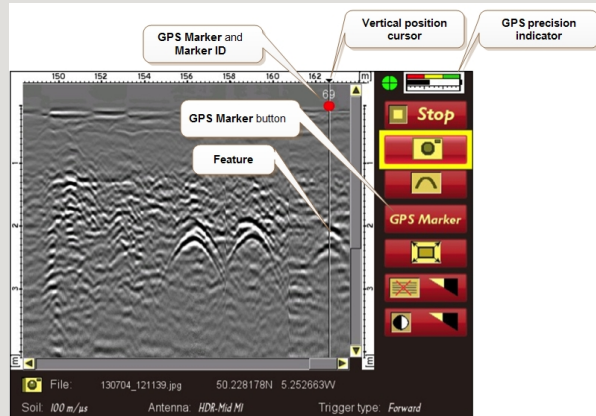 GPS Marker and
Marker ID
Vertical position
cursor
GPS precision
indicator
150 152 154 156 158 160 162 m
69
Stop
GPS Marker button
Feature
GPS Marker
1
2
3
E
E
File: 130704_121139.jpg 50.228178N 5.252663W
Soil: 100 m/µs Antenna: HDR-Mid MI Trigger type: Forward